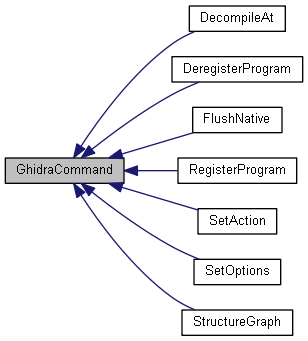 DecompileAt
DeregisterProgram
FlushNative
GhidraCommand
RegisterProgram
SetAction
SetOptions
StructureGraph